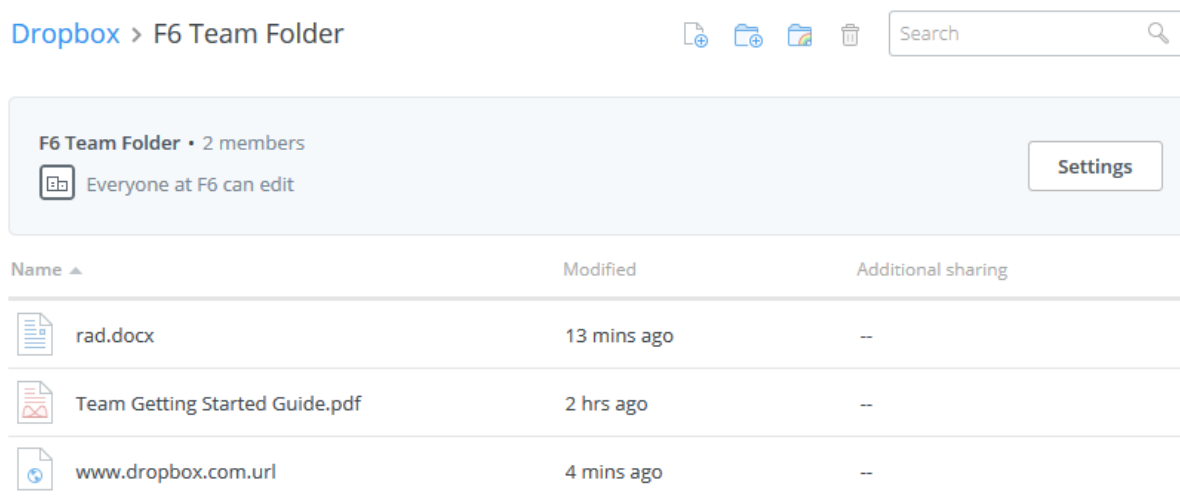 Dropbox > F6 Team Folder
Search
F6 Team Folder • 2 members
Everyone at F6 can edit
Settings
Name Modified Additional sharing
rad.docx 13 mins ago --
Team Getting Started Guide.pdf 2 hrs ago --
www.dropbox.com.url 4 mins ago --